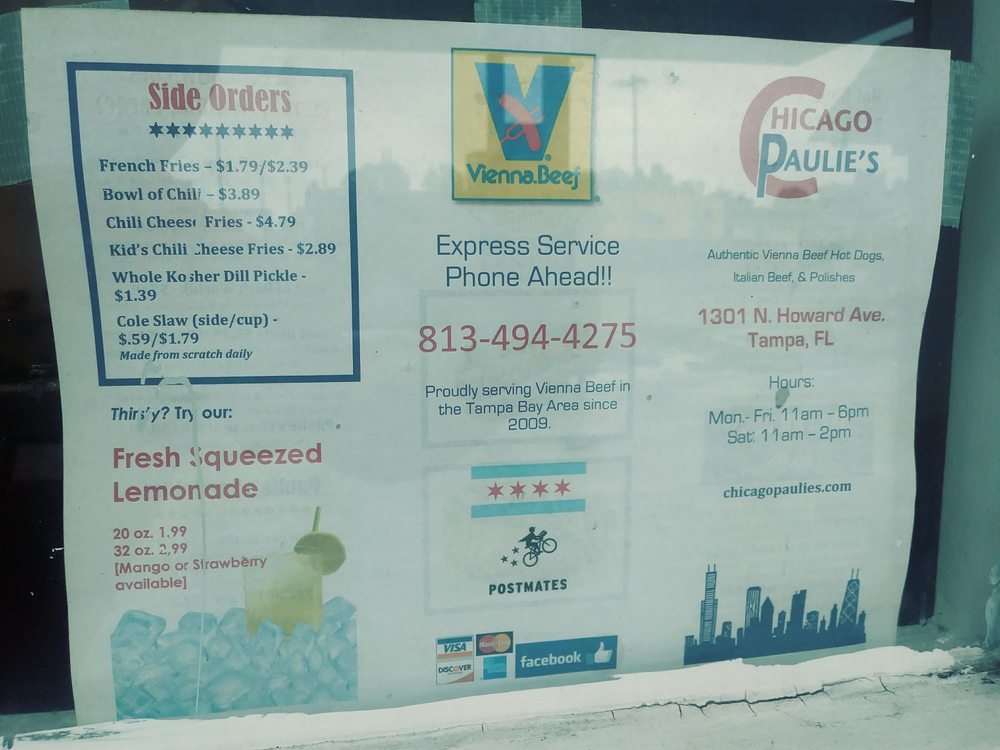 Side Orders
French Fries – $1.79/$2.39
Bowl of Chili – $3.89
Chili Cheese Fries - $4.79
Kid's Chili Cheese Fries - $2.89
Whole Kosher Dill Pickle -
$1.39
Cole Slaw (side/cup) -
$.59/$1.79
Made from scratch daily
Thirsty? Try our:
Fresh Squeezed
Lemonade
20 oz. 1.99
32 oz. 2.99
[Mango or Strawberry
available]
V
Vienna Beef
®
Express Service
Phone Ahead!!
813-494-4275
Proudly serving Vienna Beef in
the Tampa Bay Area since
2009.
POSTMATES
VISA
MasterCard
DISCOVER
facebook
CHICAGO
PAULIE'S
Authentic Vienna Beef Hot Dogs,
Italian Beef, & Polishes
1301 N. Howard Ave.
Tampa, FL
Hours:
Mon.- Fri. 11am – 6pm
Sat: 11am – 2pm
chicagopaulies.com